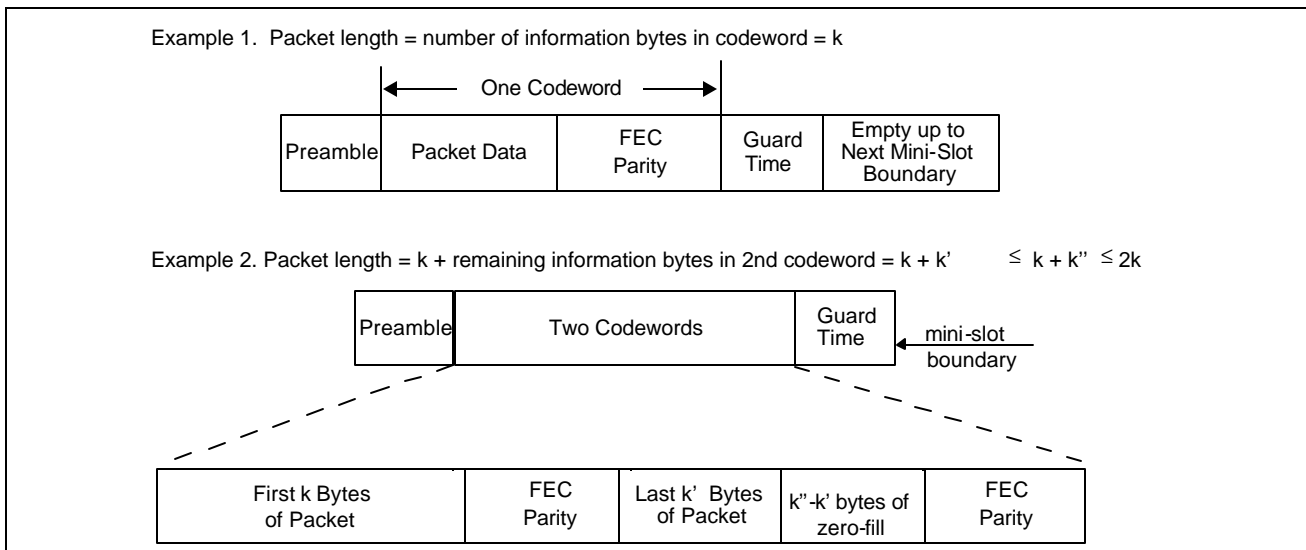 Example 1. Packet length = number of information bytes in codeword = k
One Codeword
Preamble
Packet Data
FEC
Parity
Guard
Time
Empty up to
Next Mini-Slot
Boundary
Example 2. Packet length = k + remaining information bytes in 2nd codeword = k + k’ ≤ k + k’’ ≤ 2k
Preamble
Two Codewords
Guard
Time
mini-slot
boundary
First k Bytes
of Packet
FEC
Parity
Last k’ Bytes
of Packet
k’’-k’ bytes of
zero-fill
FEC
Parity